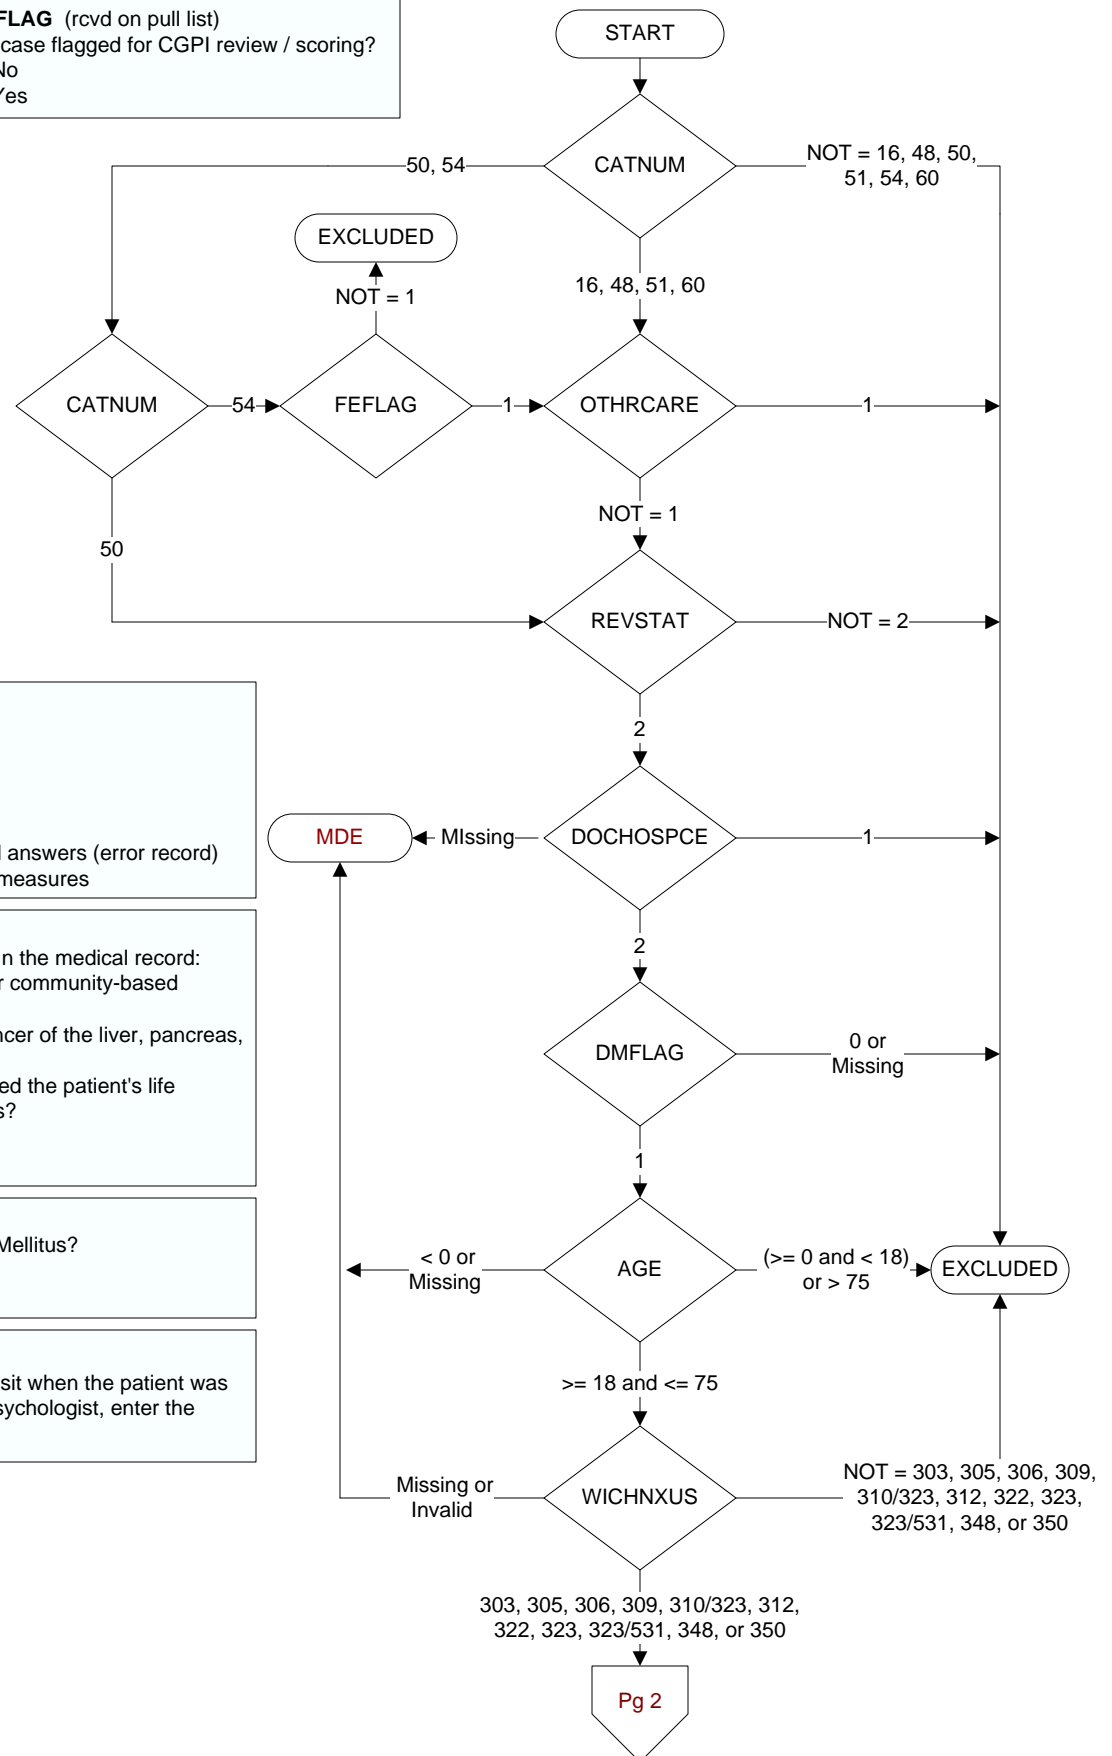 FLAG (rcvd on pull list)
case flagged for CGPI review / scoring?
No
Yes
START
CATNUM
50, 54
NOT = 16, 48, 50,
51, 54, 60
EXCLUDED
NOT = 1
16, 48, 51, 60
CATNUM
54
FEFLAG
1
OTHRCARE
1
NOT = 1
50
REVSTAT
NOT = 2
2
answers (error record)
measures
MDE
MIssing
DOCHOSPCE
1
2
in the medical record:
community-based
of the liver, pancreas,
the patient's life
DMFLAG
0 or
Missing
1
Mellitus?
< 0 or
Missing
AGE
(>= 0 and < 18)
or > 75
EXCLUDED
>= 18 and <= 75
when the patient was
enter the
Missing or
Invalid
WICHNXUS
NOT = 303, 305, 306, 309,
310/323, 312, 322, 323,
323/531, 348, or 350
303, 305, 306, 309, 310/323, 312,
322, 323, 323/531, 348, or 350
Pg 2